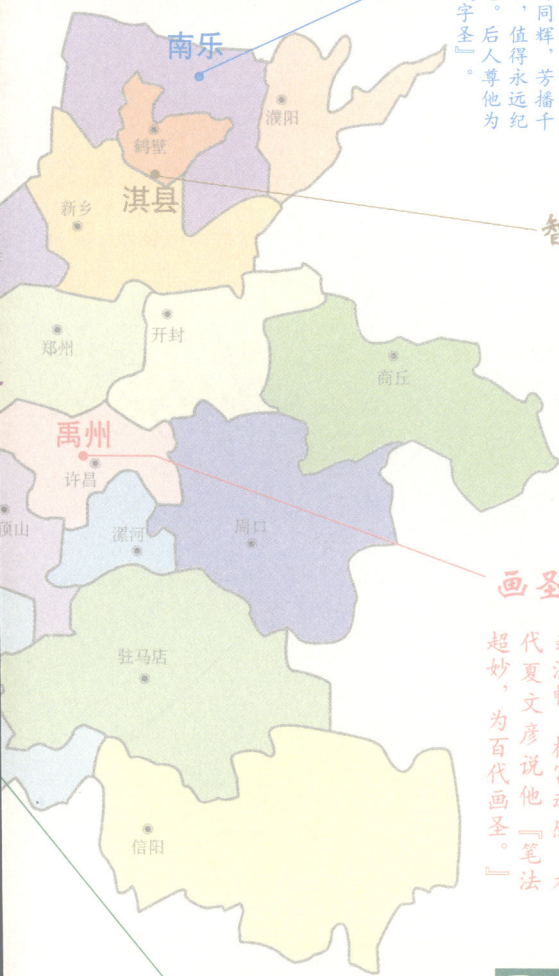 同辉，芳播千
，值得永远纪
。后人尊他为
字圣』。
南乐
濮阳
鹤壁
淇县
新乡
智
开封
郑州
商丘
禹州
许昌
顶山
漯河
周口
画圣
代夏文彦说他『笔法
超妙，为百代画圣。』
驻马店
信阳